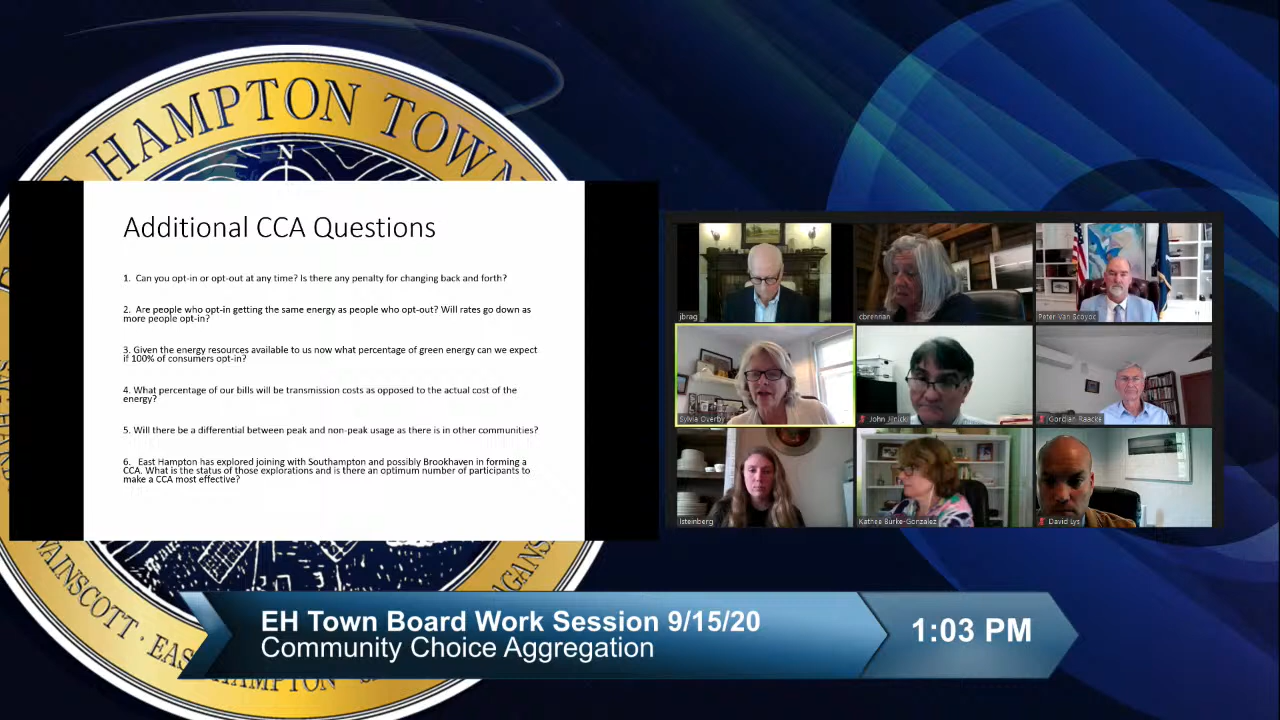 HAMPTON TOWN
N
Additional CCA Questions
1. Can you opt-in or opt-out at any time? Is there any penalty for changing back and forth?
2. Are people who opt-in getting the same energy as people who opt-out? Will rates go down as
more people opt-in?
3. Given the energy resources available to us now what percentage of green energy can we expect
if 100% of consumers opt-in?
4. What percentage of our bills will be transmission costs as opposed to the actual cost of the
energy?
5. Will there be a differential between peak and non-peak usage as there is in other communities?
6. East Hampton has explored joining with Southampton and possibly Brookhaven in forming a
CCA. What is the status of those explorations and is there an optimum number of participants to
make a CCA most effective?
jbrag
cbrennan
Peter Van Scoyoc
Sylvia Overby
John Jilnicki
Gordian Raacke
lsteinberg
Kathee Burke-Gonzalez
David Lys
WAINSCOTT · EAS
HAMPTON
AGANS
EH Town Board Work Session 9/15/20
Community Choice Aggregation
1:03 PM